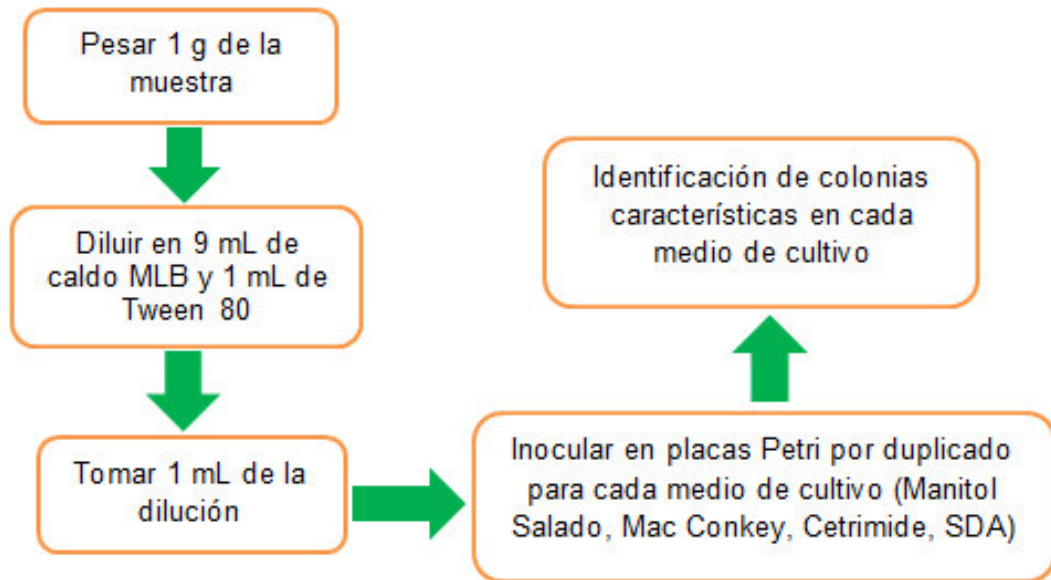 Pesar 1 g de la
muestra
Diluir en 9 mL de
caldo MLB y 1 mL de
Tween 80
Tomar 1 mL de la
dilución
Inocular en placas Petri por duplicado
para cada medio de cultivo (Manitol
Salado, Mac Conkey, Cetrimide, SDA)
Identificación de colonias
características en cada
medio de cultivo